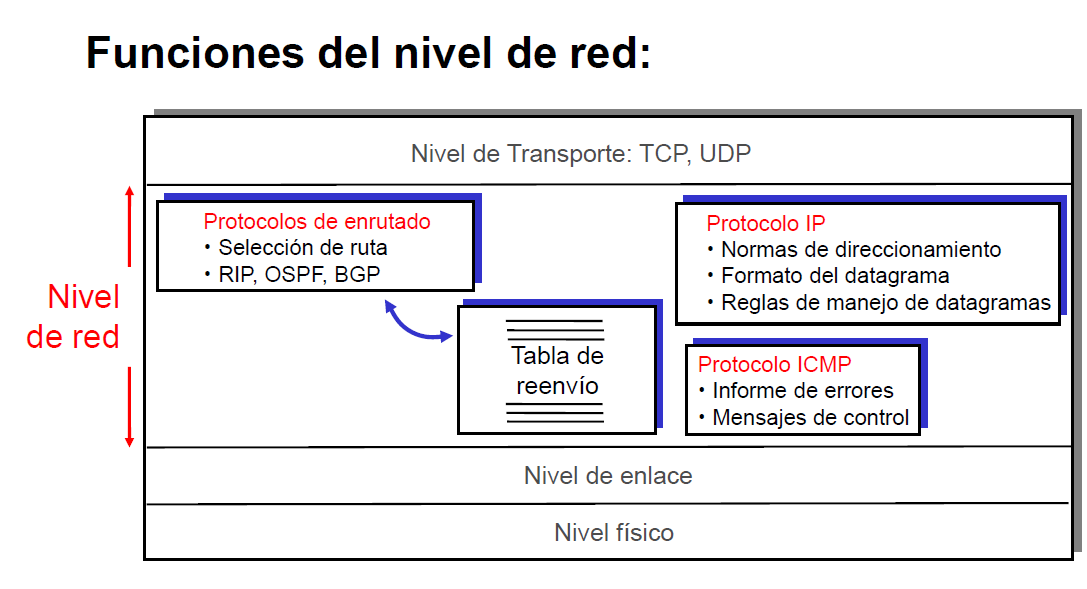 Funciones del nivel de red:
Nivel de Transporte: TCP, UDP
Nivel
de red
Protocolos de enrutado
• Selección de ruta
• RIP, OSPF, BGP
Tabla de
reenvío
Protocolo IP
• Normas de direccionamiento
• Formato del datagrama
• Reglas de manejo de datagramas
Protocolo ICMP
• Informe de errores
• Mensajes de control
Nivel de enlace
Nivel físico